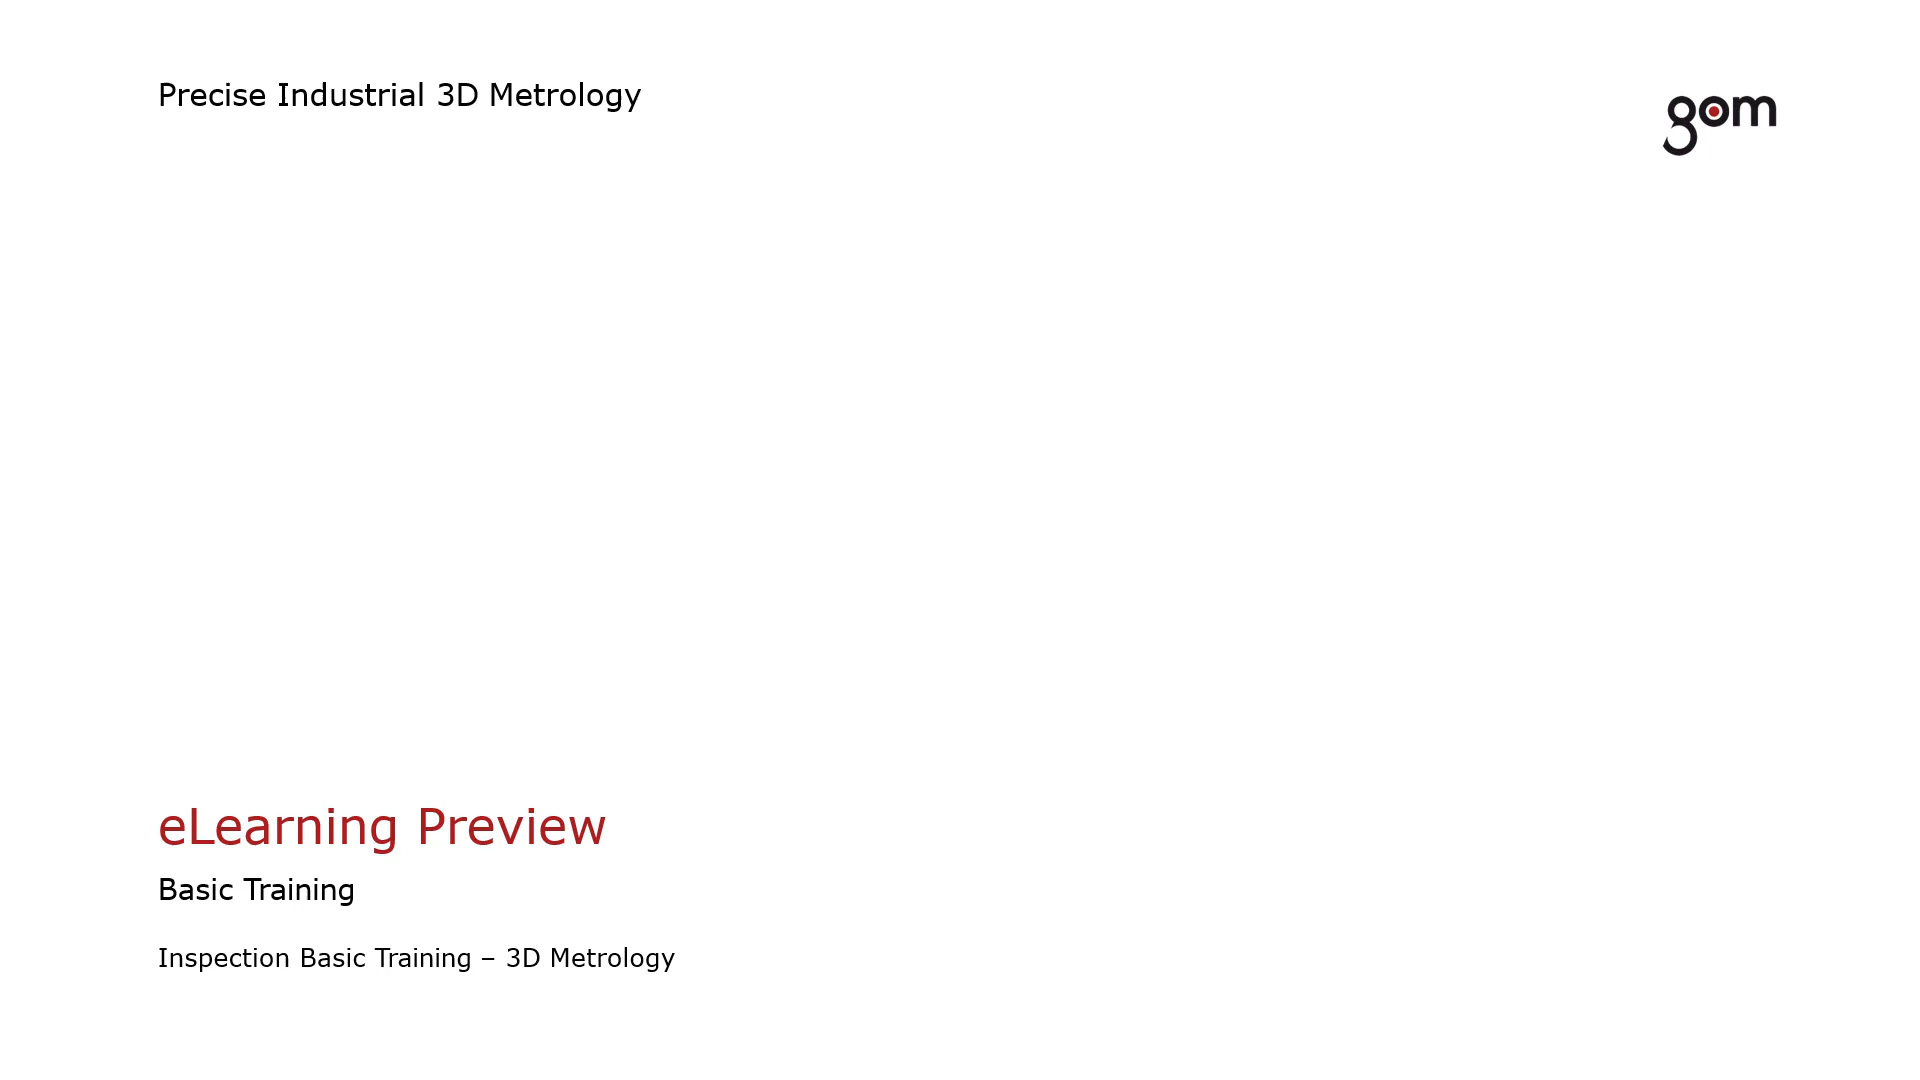 Precise Industrial 3D Metrology
gom
eLearning Preview
Basic Training
Inspection Basic Training – 3D Metrology